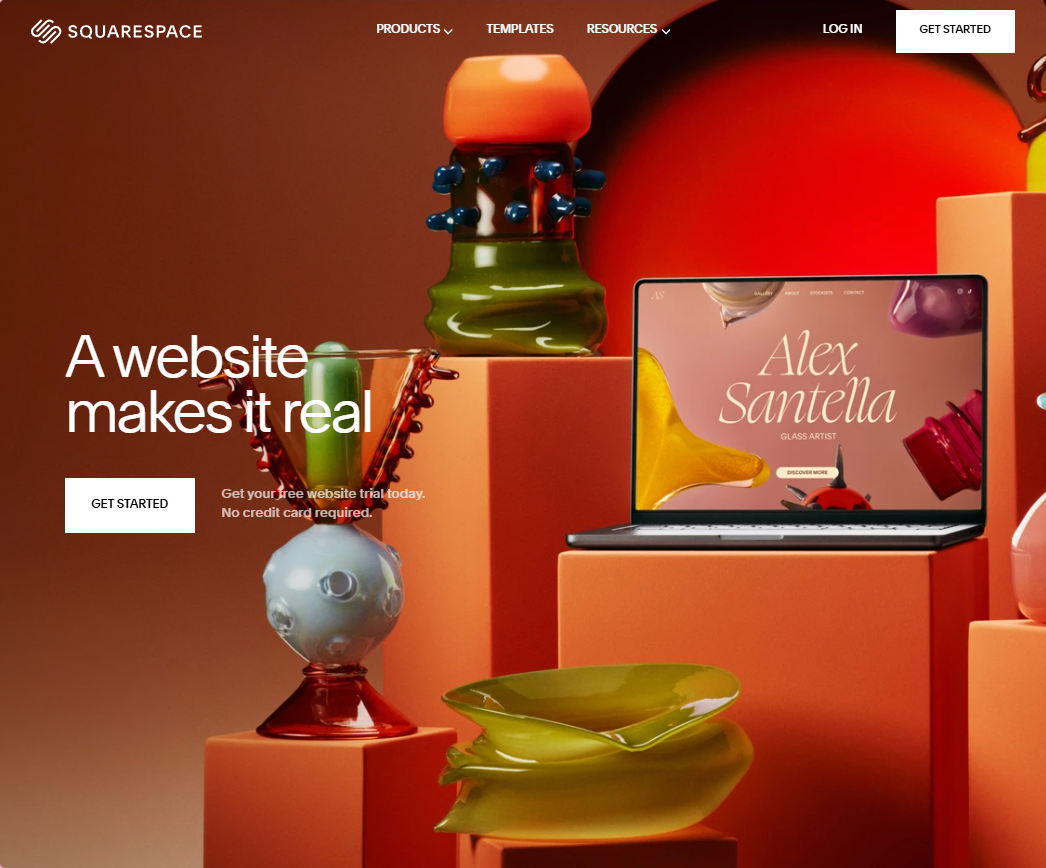 SQUARESPACE
PRODUCTS
TEMPLATES
RESOURCES
LOG IN
GET STARTED
A website
makes it real
GET STARTED
Get your free website trial today.
No credit card required.
AS
GALLERY ABOUT STOCKISTS CONTACT
Alex
Santella
GLASS ARTIST
DISCOVER MORE